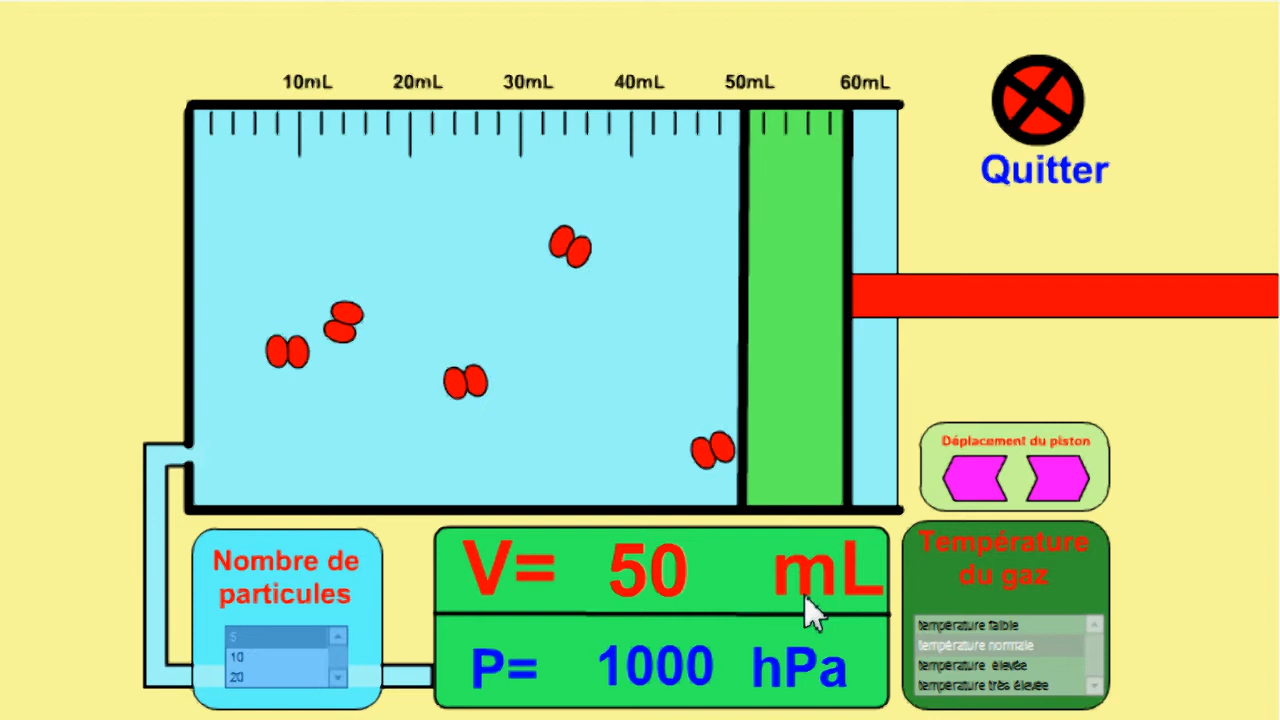 10mL 20mL 30mL 40mL 50mL 60mL
Quitter
Déplacement du piston
Nombre de
particules
5
10
20
V= 50 mL
P= 1000 hPa
Température
du gaz
température faible
température normale
température élevée
température très élevée